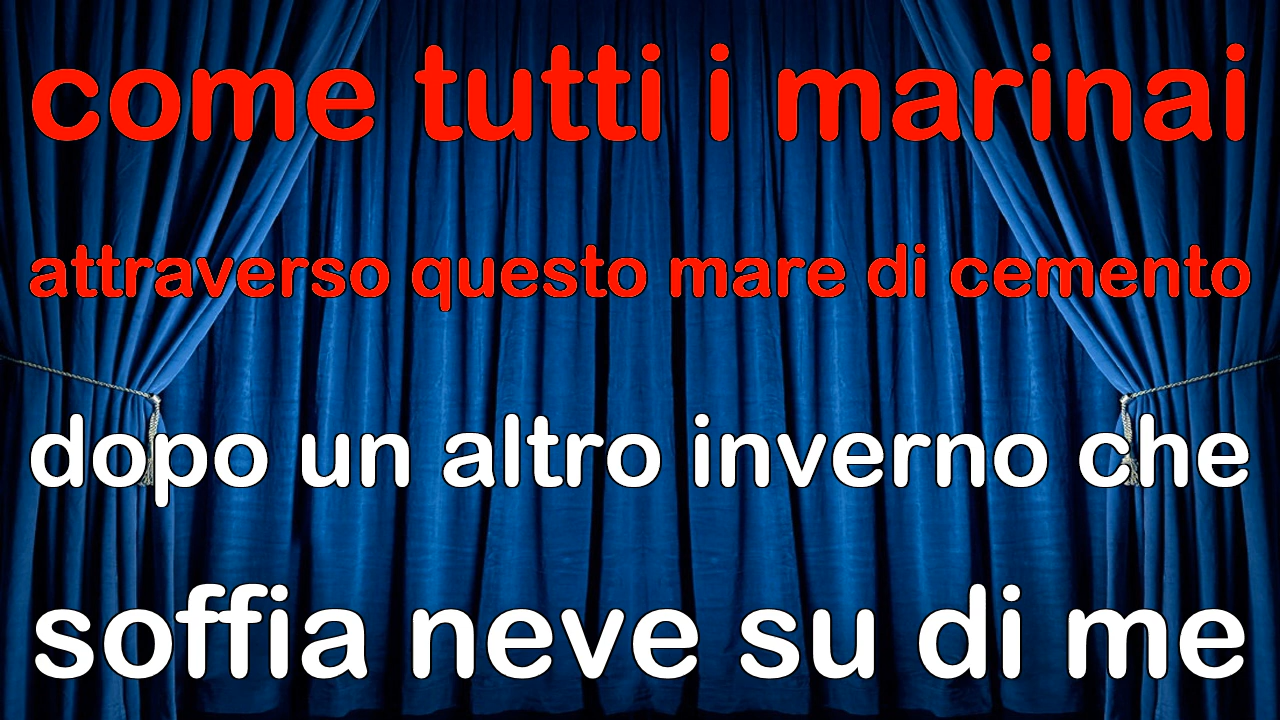 come tutti i marinai
attraverso questo mare di cemento
dopo un altro inverno che
soffia neve su di me